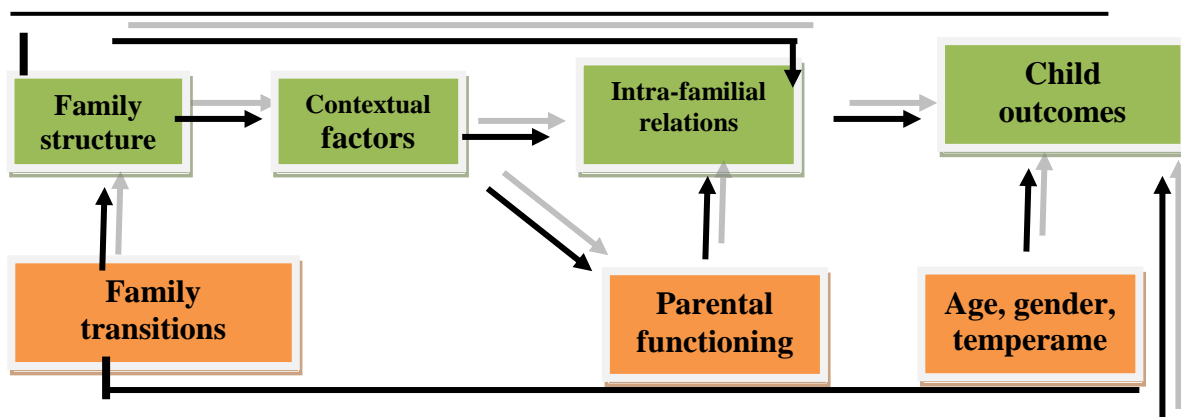 Family
structure
Contextual
factors
Intra-familial
relations
Child
outcomes
Family
transitions
Parental
functioning
Age, gender,
temperame